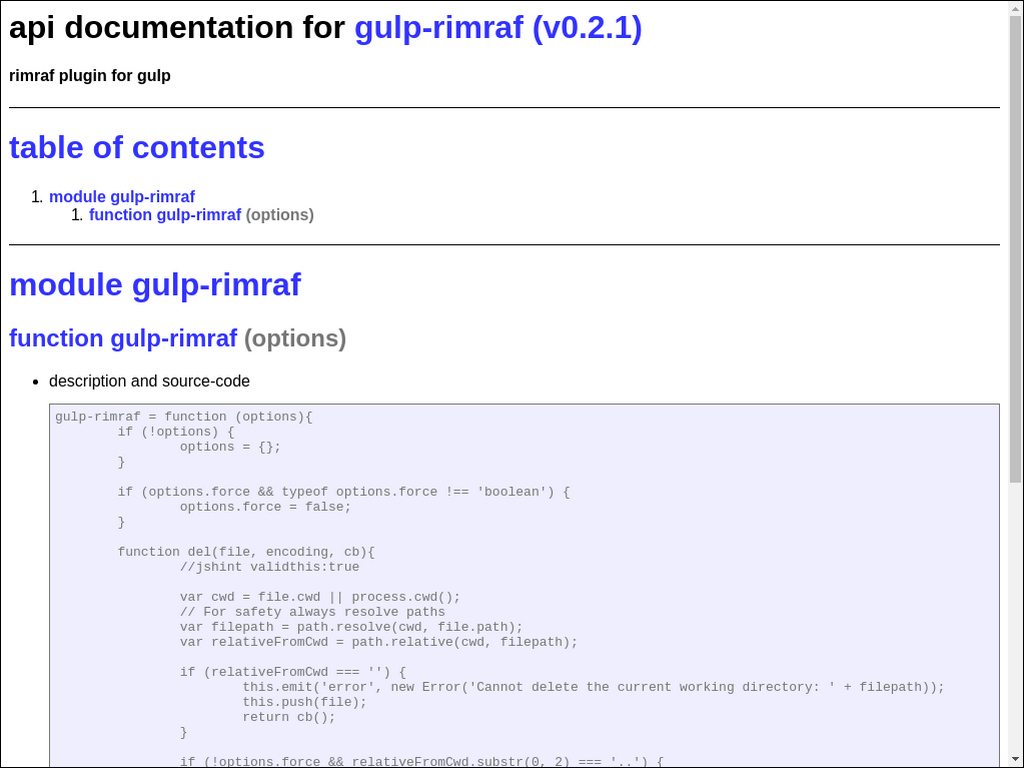 api documentation for gulp-rimraf (v0.2.1)
rimraf plugin for gulp
table of contents
1. module gulp-rimraf
1. function gulp-rimraf (options)
module gulp-rimraf
function gulp-rimraf (options)
• description and source-code
gulp-rimraf = function (options){
if (!options) {
options = {};
}
if (options.force && typeof options.force !== 'boolean') {
options.force = false;
}
function del(file, encoding, cb){
//jshint validthis:true
var cwd = file.cwd || process.cwd();
// For safety always resolve paths
var filepath = path.resolve(cwd, file.path);
var relativeFromCwd = path.relative(cwd, filepath);
if (relativeFromCwd === '') {
this.emit('error', new Error('Cannot delete the current working directory: ' + filepath));
this.push(file);
return cb();
}
if (!options.force && relativeFromCwd.substr(0, 2) === '..') {